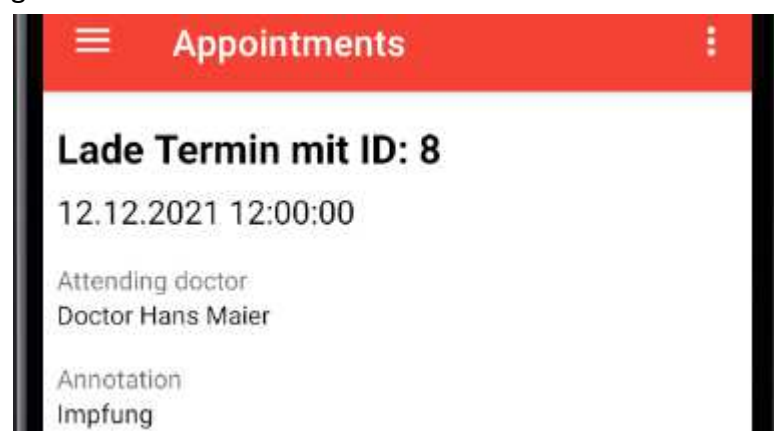 Appointments
Lade Termin mit ID: 8
12.12.2021 12:00:00
Attending doctor
Doctor Hans Maier
Annotation
Impfung